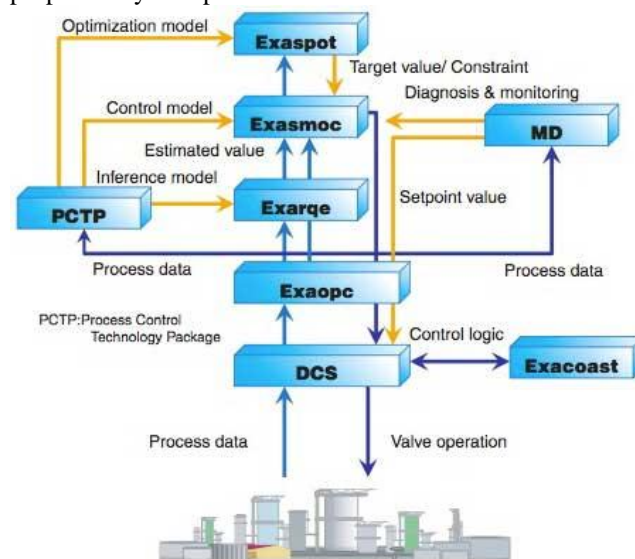 Optimization model
Exaspot
Target value/ Constraint
Diagnosis & monitoring
Control model
Exasmoc
MD
Estimated value
Inference model
Setpoint value
PCTP
Exarqe
Process data
Process data
Exaopc
PCTP:Process Control
Technology Package
Control logic
DCS
Exacoast
Process data
Valve operation